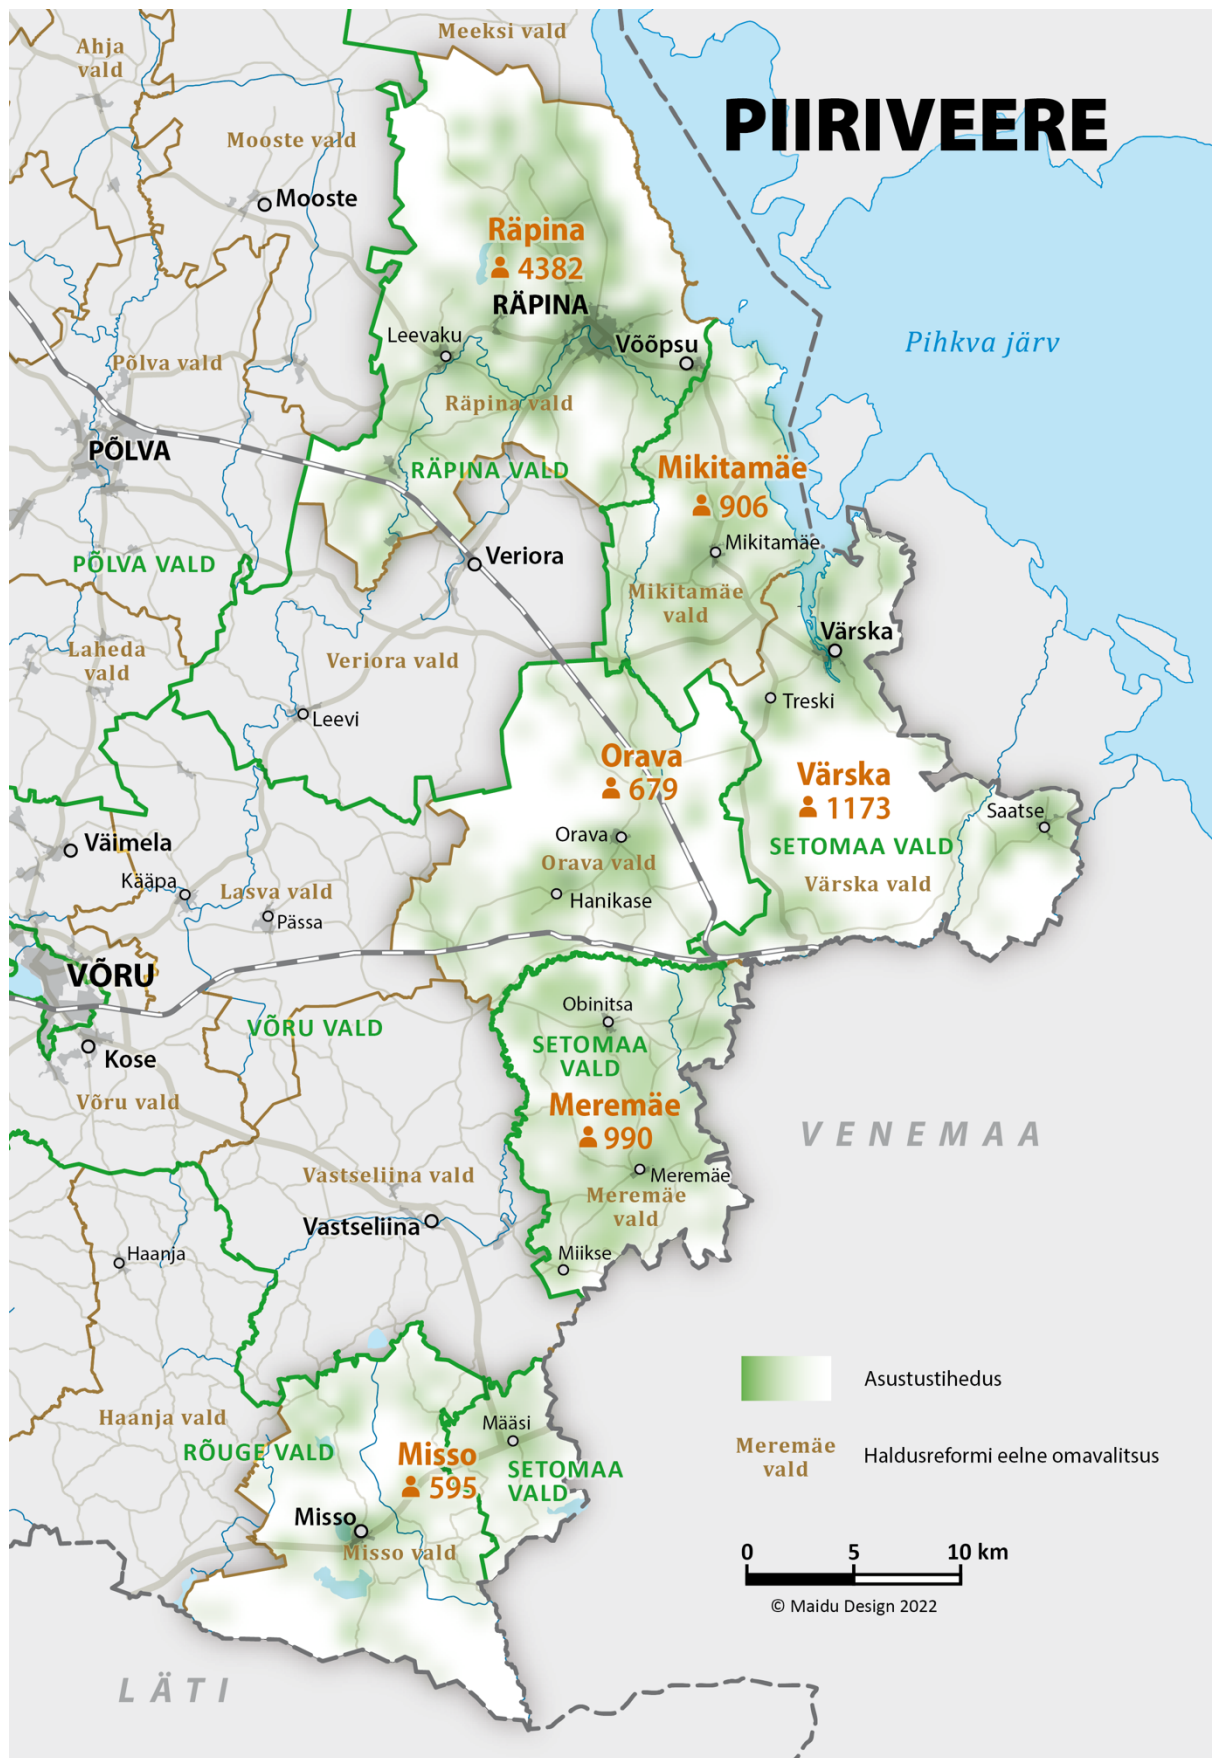 PIIRIVEERE
Meeksi vald
Ahja
vald
Mooste vald
Mooste
Räpina
4382
RÄPINA
Leevaku
Võõpsu
Pihkva järv
Põlva vald
Räpina vald
PÕLVA
RÄPINA VALD
Mikitamäe
906
Mikitamäe
Veriora
PÕLVA VALD
Mikitamäe
vald
Värska
Laheda
vald
Veriora vald
Treski
Leevi
Orava
679
Värska
1173
Saatse
Orava
SETOMAA VALD
Väimela
Orava vald
Kääpa
Lasva vald
Värska vald
Hanikase
Pässa
VÕRU
Obinitsa
VÕRU VALD
SETOMAA
VALD
Kose
Võru vald
Meremäe
990
VENEMAA
Vastseliina vald
Meremäe
Meremäe
vald
Vastseliina
Haanja
Miikse
Asustustihedus
Haanja vald
Määsi
RÕUGE VALD
Misso
595
SETOMAA
VALD
Meremäe
vald
Haldusreformi eelne omavalitsus
Misso
Misso vald
0 5 10 km
© Maidu Design 2022
LÄTI